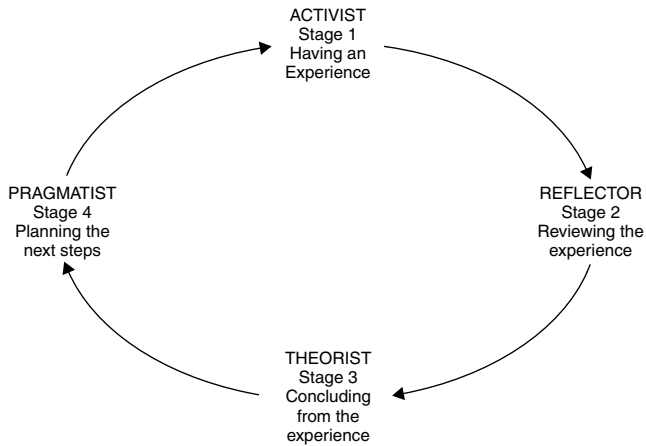 ACTIVIST
Stage 1
Having an
Experience
REFLECTOR
Stage 2
Reviewing the
experience
THEORIST
Stage 3
Concluding
from the
experience
PRAGMATIST
Stage 4
Planning the
next steps